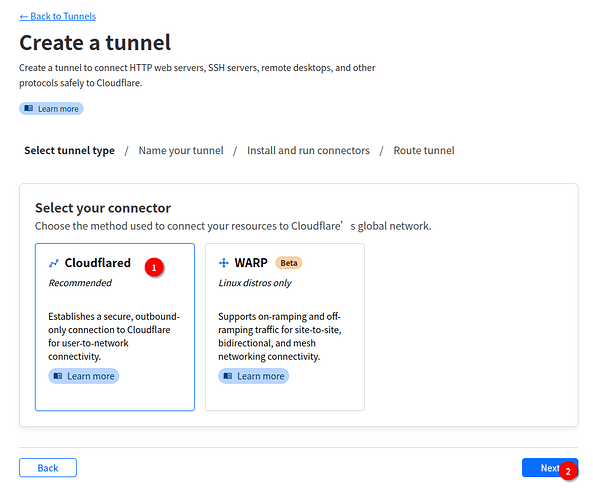 ← Back to Tunnels
Create a tunnel
Create a tunnel to connect HTTP web servers, SSH servers, remote desktops, and other
protocols safely to Cloudflare.
Learn more
Select tunnel type / Name your tunnel / Install and run connectors / Route tunnel
Select your connector
Choose the method used to connect your resources to Cloudflare’s global network.
Cloudflared 1
Recommended
Establishes a secure, outbound-
only connection to Cloudflare
for user-to-network
connectivity.
Learn more
WARP Beta
Linux distros only
Supports on-ramping and off-
ramping traffic for site-to-site,
bidirectional, and mesh
networking connectivity.
Learn more
Back
Next 2